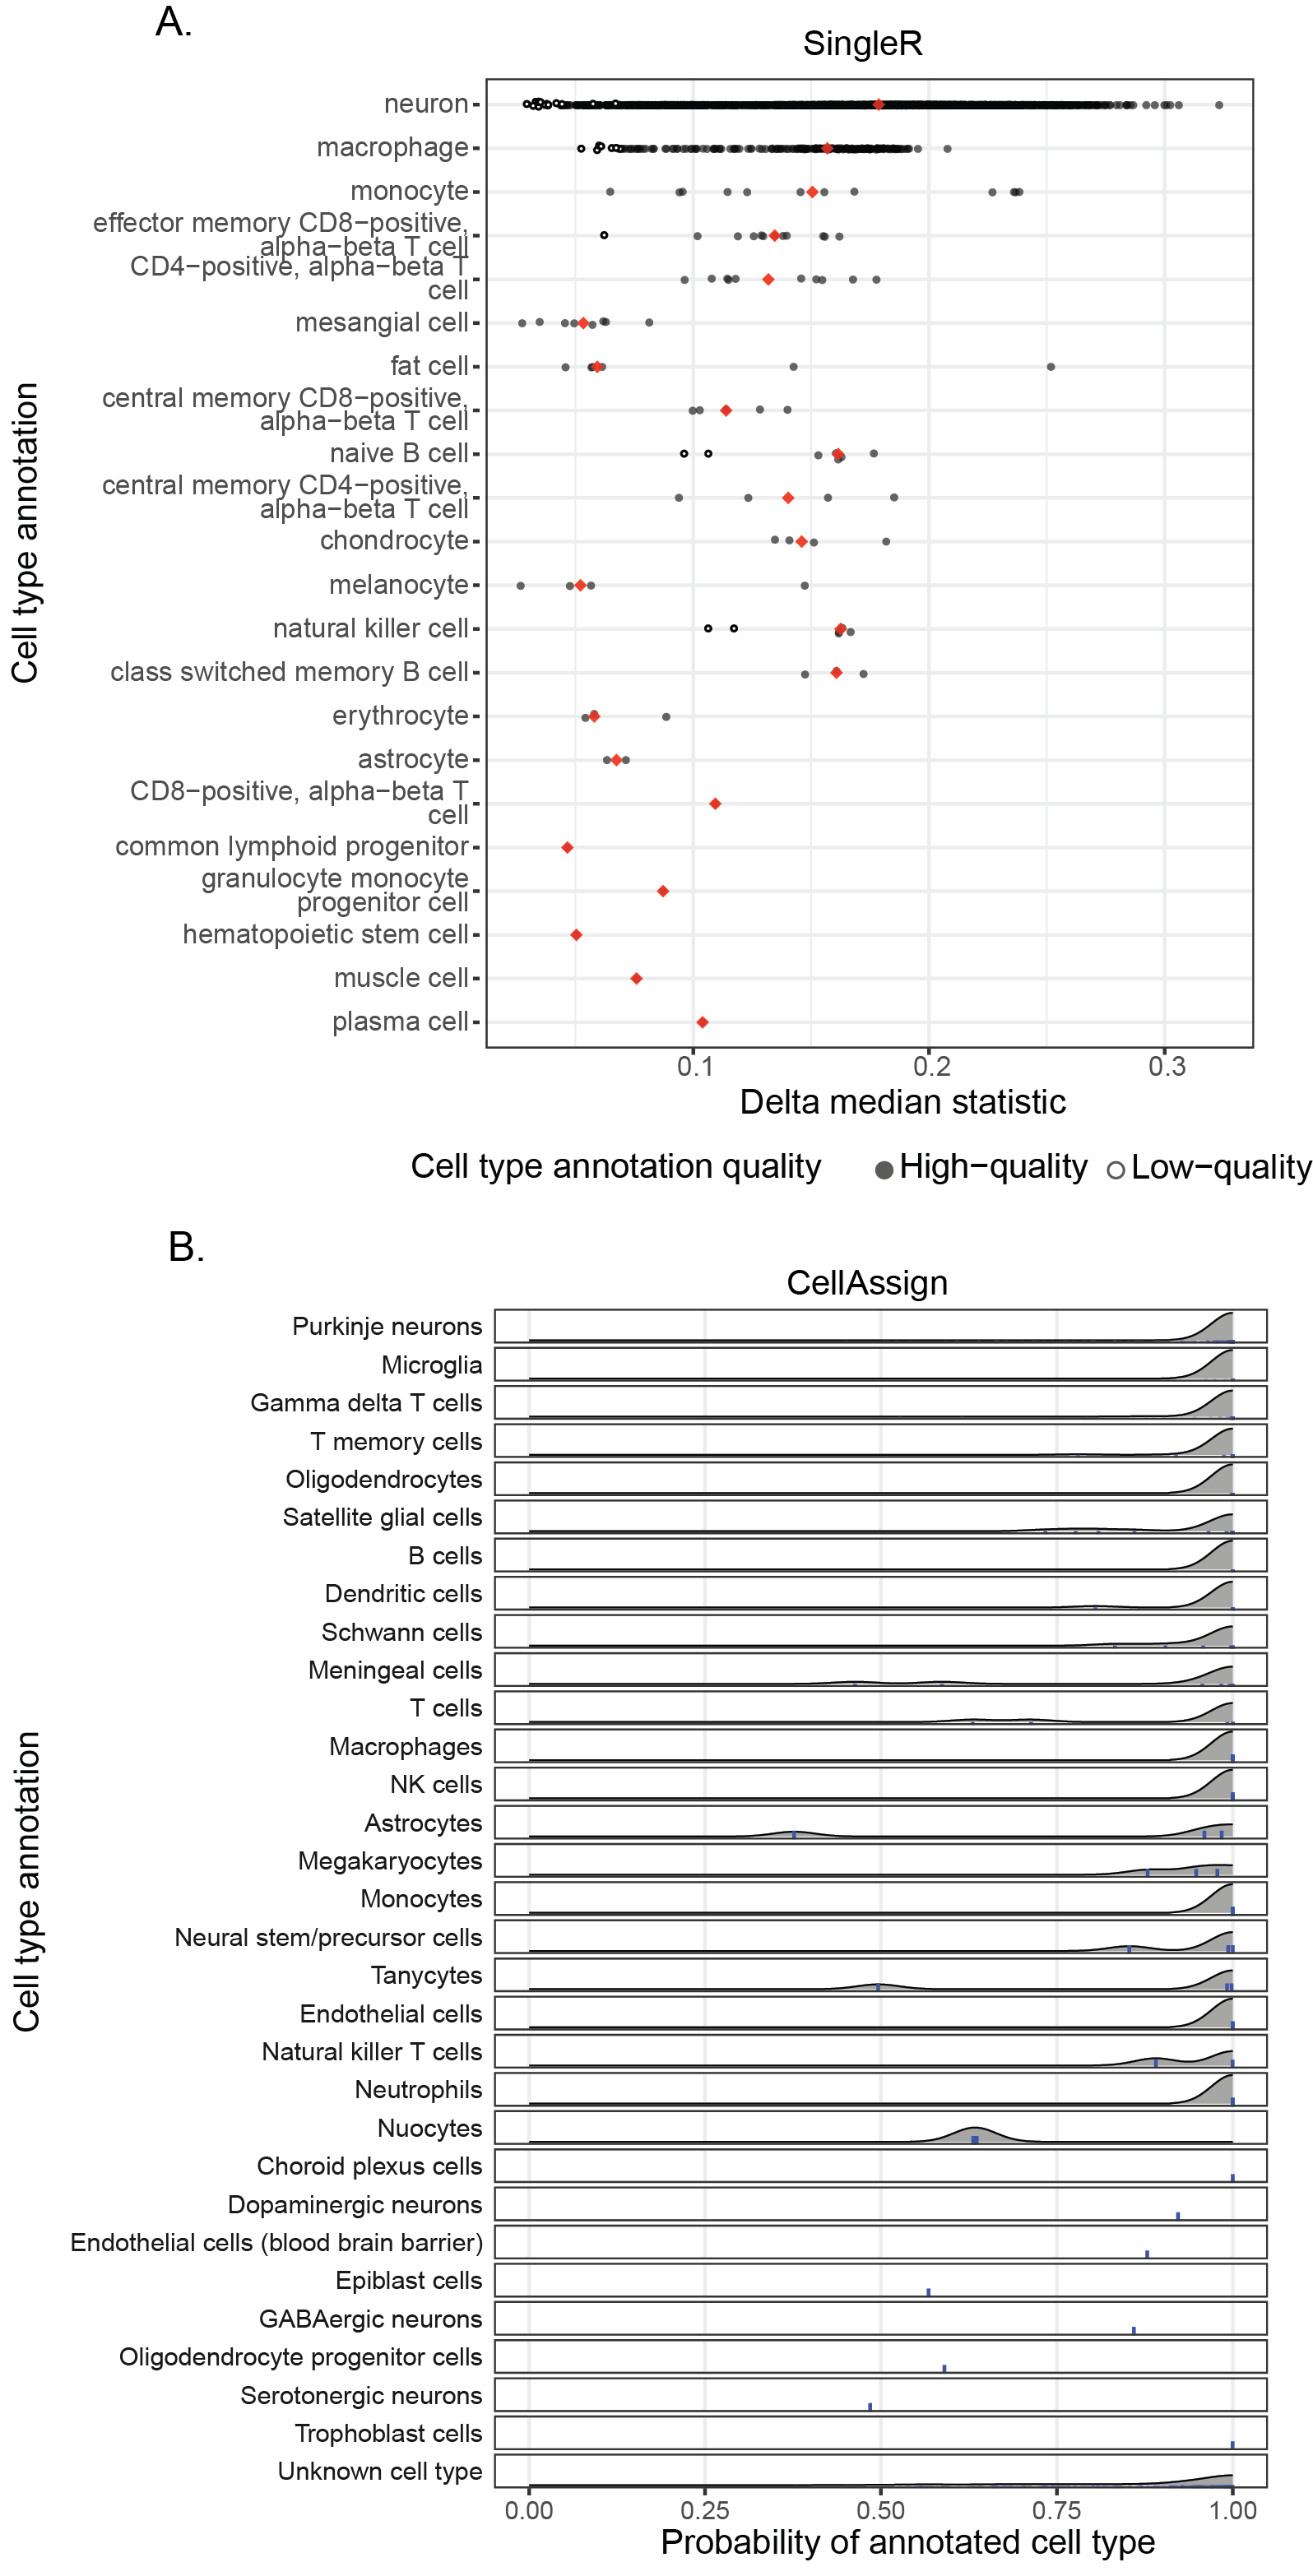 A.
SingleR
neuron
macrophage
monocyte
effector memory CD8−positive,
alpha−beta T cell
CD4−positive, alpha−beta T
cell
mesangial cell
fat cell
central memory CD8−positive,
alpha−beta T cell
naive B cell
central memory CD4−positive,
alpha−beta T cell
chondrocyte
melanocyte
natural killer cell
class switched memory B cell
erythrocyte
astrocyte
CD8−positive, alpha−beta T
cell
common lymphoid progenitor
granulocyte monocyte
progenitor cell
hematopoietic stem cell
muscle cell
plasma cell
Cell type annotation
0.1 0.2 0.3
Delta median statistic
Cell type annotation quality High−quality Low−quality
B.
CellAssign
Purkinje neurons
Microglia
Gamma delta T cells
T memory cells
Oligodendrocytes
Satellite glial cells
B cells
Dendritic cells
Schwann cells
Meningeal cells
T cells
Macrophages
NK cells
Astrocytes
Megakaryocytes
Monocytes
Neural stem/precursor cells
Tanycytes
Endothelial cells
Natural killer T cells
Neutrophils
Nuocytes
Choroid plexus cells
Dopaminergic neurons
Endothelial cells (blood brain barrier)
Epiblast cells
GABAergic neurons
Oligodendrocyte progenitor cells
Serotonergic neurons
Trophoblast cells
Unknown cell type
Cell type annotation
0.00 0.25 0.50 0.75 1.00
Probability of annotated cell type